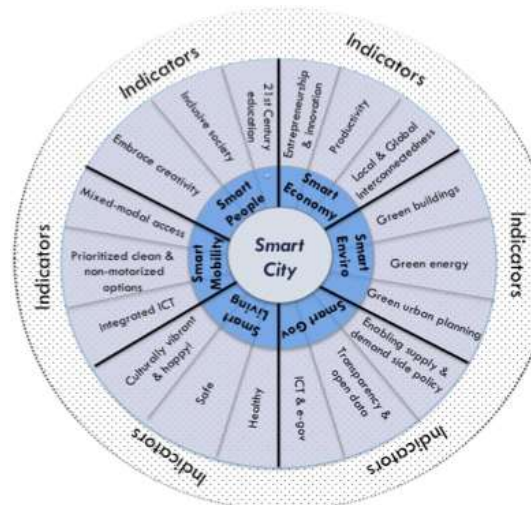 Indicators
Indicators
Indicators
Indicators
Indicators
Indicators
Smart
City
Smart
Economy
Entrepreneurship
& innovation
Productivity
Local & Global
Interconnectedness
Smart
Enviro
Green buildings
Green energy
Green urban planning
Smart Gov
Enabling supply &
demand side policy
Transparency &
open data
ICT & e-gov
Smart
Living
Healthy
Safe
Culturally vibrant
& happy!
Smart
Mobility
Integrated ICT
Prioritized clean &
non-motorized
options
Mixed-modal access
Smart
People
Embrace creativity
Inclusive society
21st Century
education